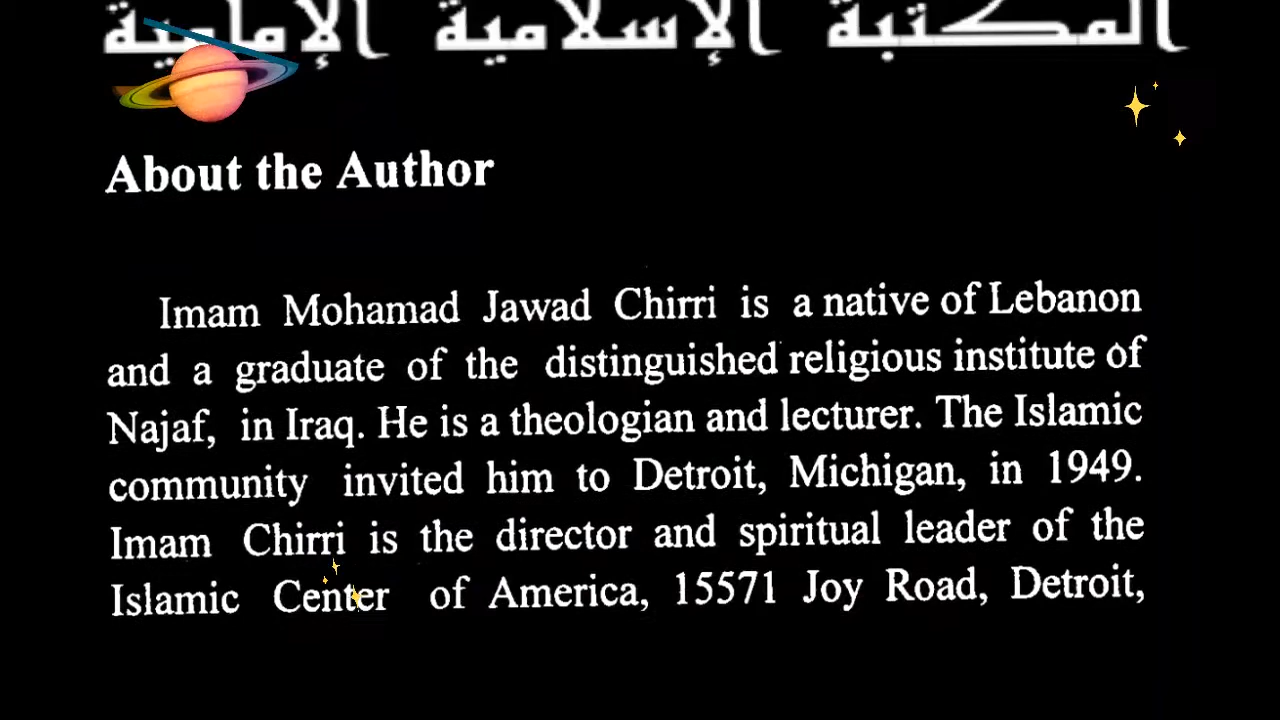 المكتبة الإسلامية الإمامية
About the Author
Imam Mohamad Jawad Chirri is a native of Lebanon
and a graduate of the distinguished religious institute of
Najaf, in Iraq. He is a theologian and lecturer. The Islamic
community invited him to Detroit, Michigan, in 1949.
Imam Chirri is the director and spiritual leader of the
Islamic Center of America, 15571 Joy Road, Detroit,